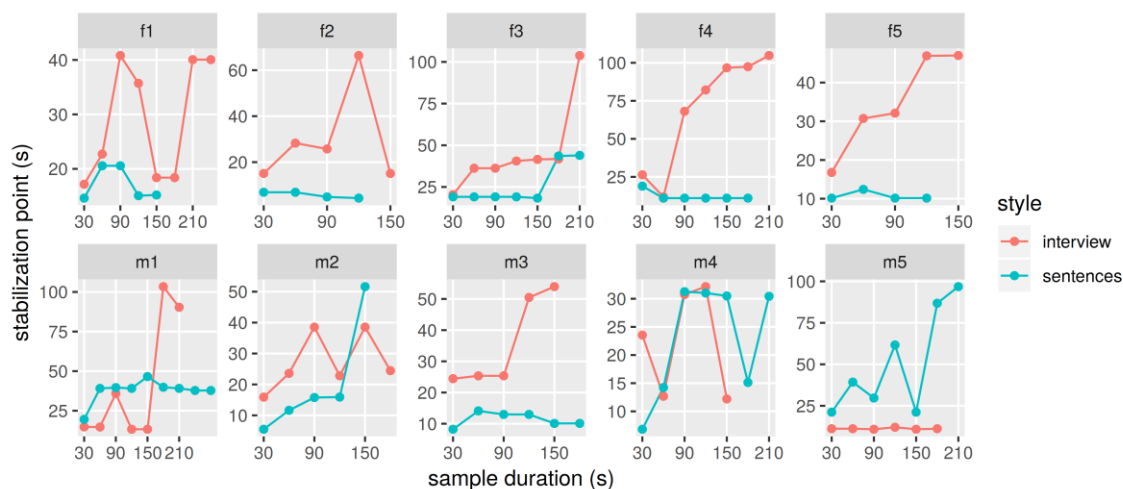 f1 f2 f3 f4 f5
40 30 20
60 40 20
100 75 50 25
100 75 50 25
40 30 20 10
30 90 150 210 30 90 150 30 90 150 210 30 90 150 210 30 90 150
stabilization point (s)
m1 m2 m3 m4 m5
100 75 50 25
50 40 30 20 10
50 40 30 20 10
30 25 20 15 10
100 75 50 25
30 90 150 210 30 90 150 30 90 150 30 90 150 210 30 90 150 210
sample duration (s)
style
interview
sentences